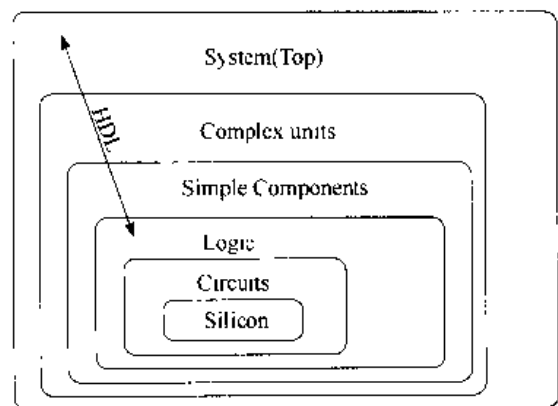 System(Top)
HDL
Complex units
Simple Components
Logic
Circuits
Silicon